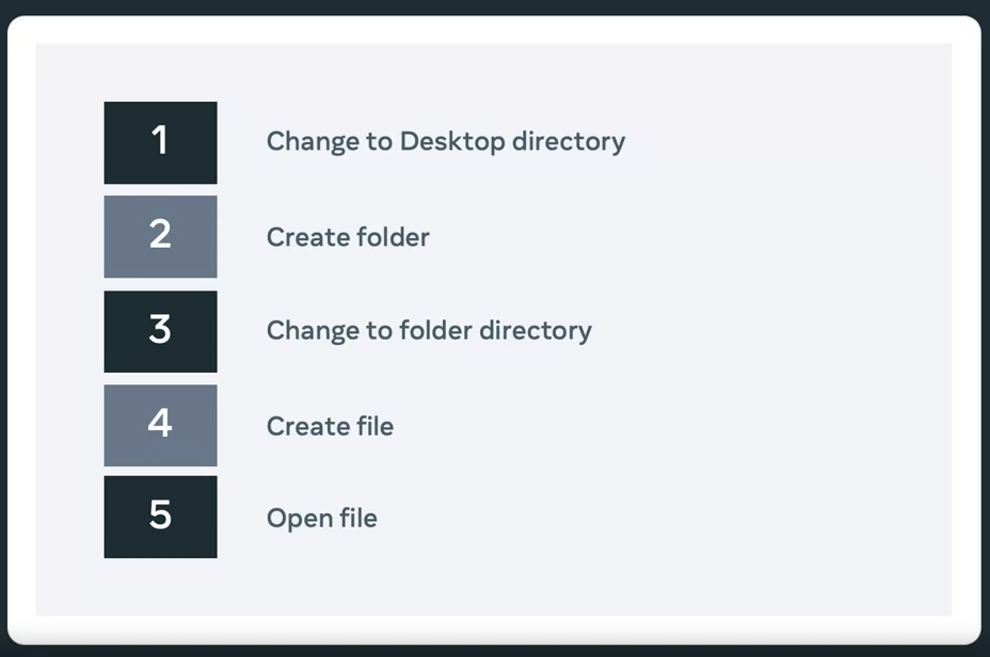 1 Change to Desktop directory
2 Create folder
3 Change to folder directory
4 Create file
5 Open file